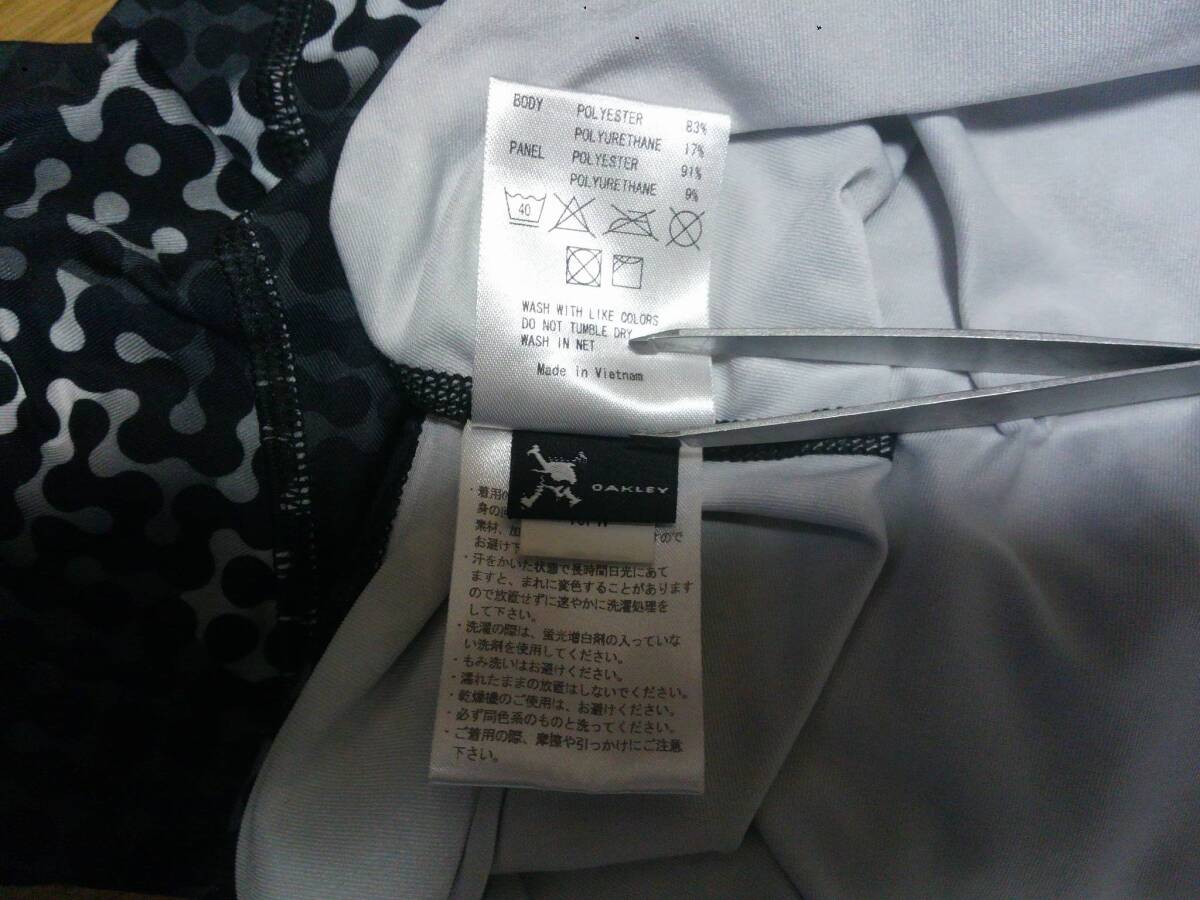 BODY POLYESTER 83%
POLYURETHANE 17%
PANEL POLYESTER 91%
POLYURETHANE 9%
40
WASH WITH LIKE COLORS
DO NOT TUMBLE DRY
WASH IN NET
Made in Vietnam
OAKLEY
・着用の
身の
素材、 ので
お避け下
・汗をかいた状態で長時間日光にあて
ますと、まれに変色することがあります
ので放置せずに速やかに洗濯処理を
して下さい。
・洗濯の際は、蛍光増白剤の入っていな
い洗剤を使用してください。
・もみ洗いはお避けください。
・濡れたままの放置はしないでください。
・乾燥機のご使用は、お避けください。
・必ず同色系のものと洗ってください。
・ご着用の際、摩擦や引っかけにご注意
下さい。